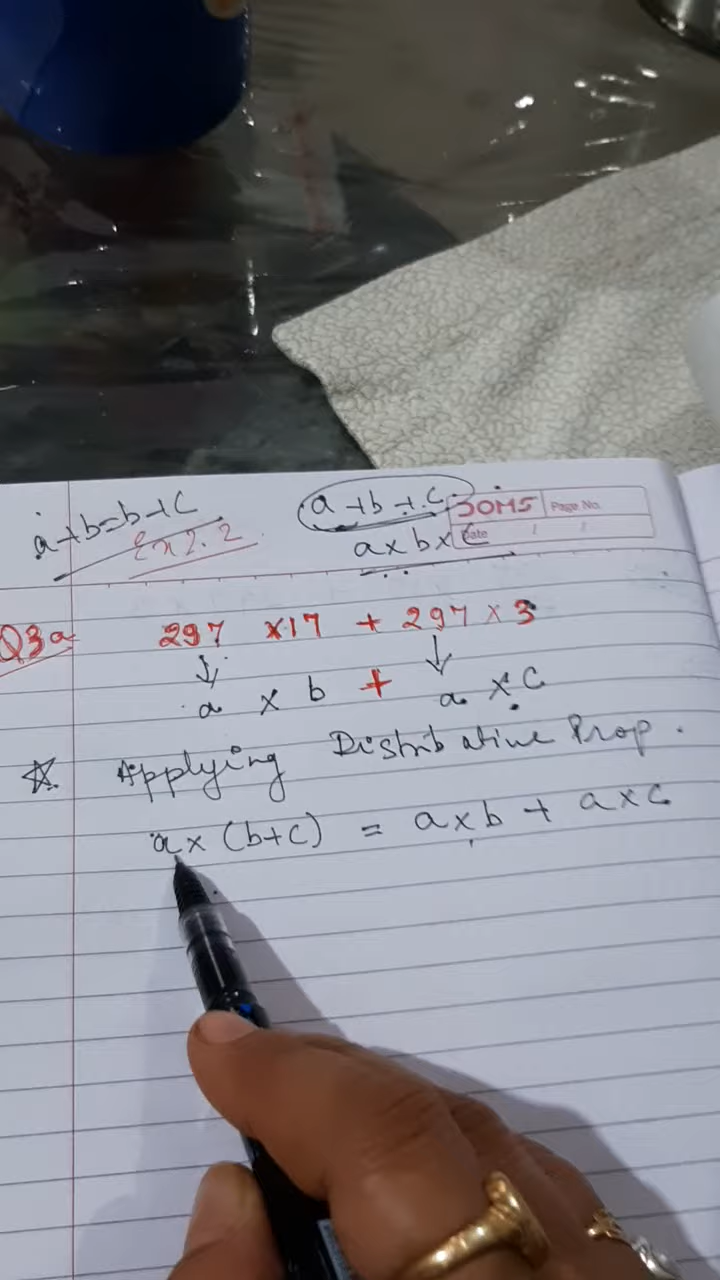 a+b=b+c
a+b+c
DOMS Page No.
Ex 2.2
a×b×c
Date / /
Q3a 297 ×17 + 297 × 3
↓ ↓
a × b + a × c
☆ Applying Distributive Prop.
a× (b+c) = a×b + a×c